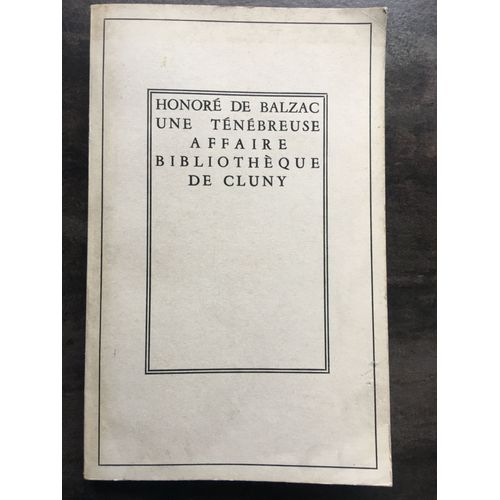 HONORÉ DE BALZAC
UNE TÉNÉBREUSE
AFFAIRE
BIBLIOTHÈQUE
DE CLUNY